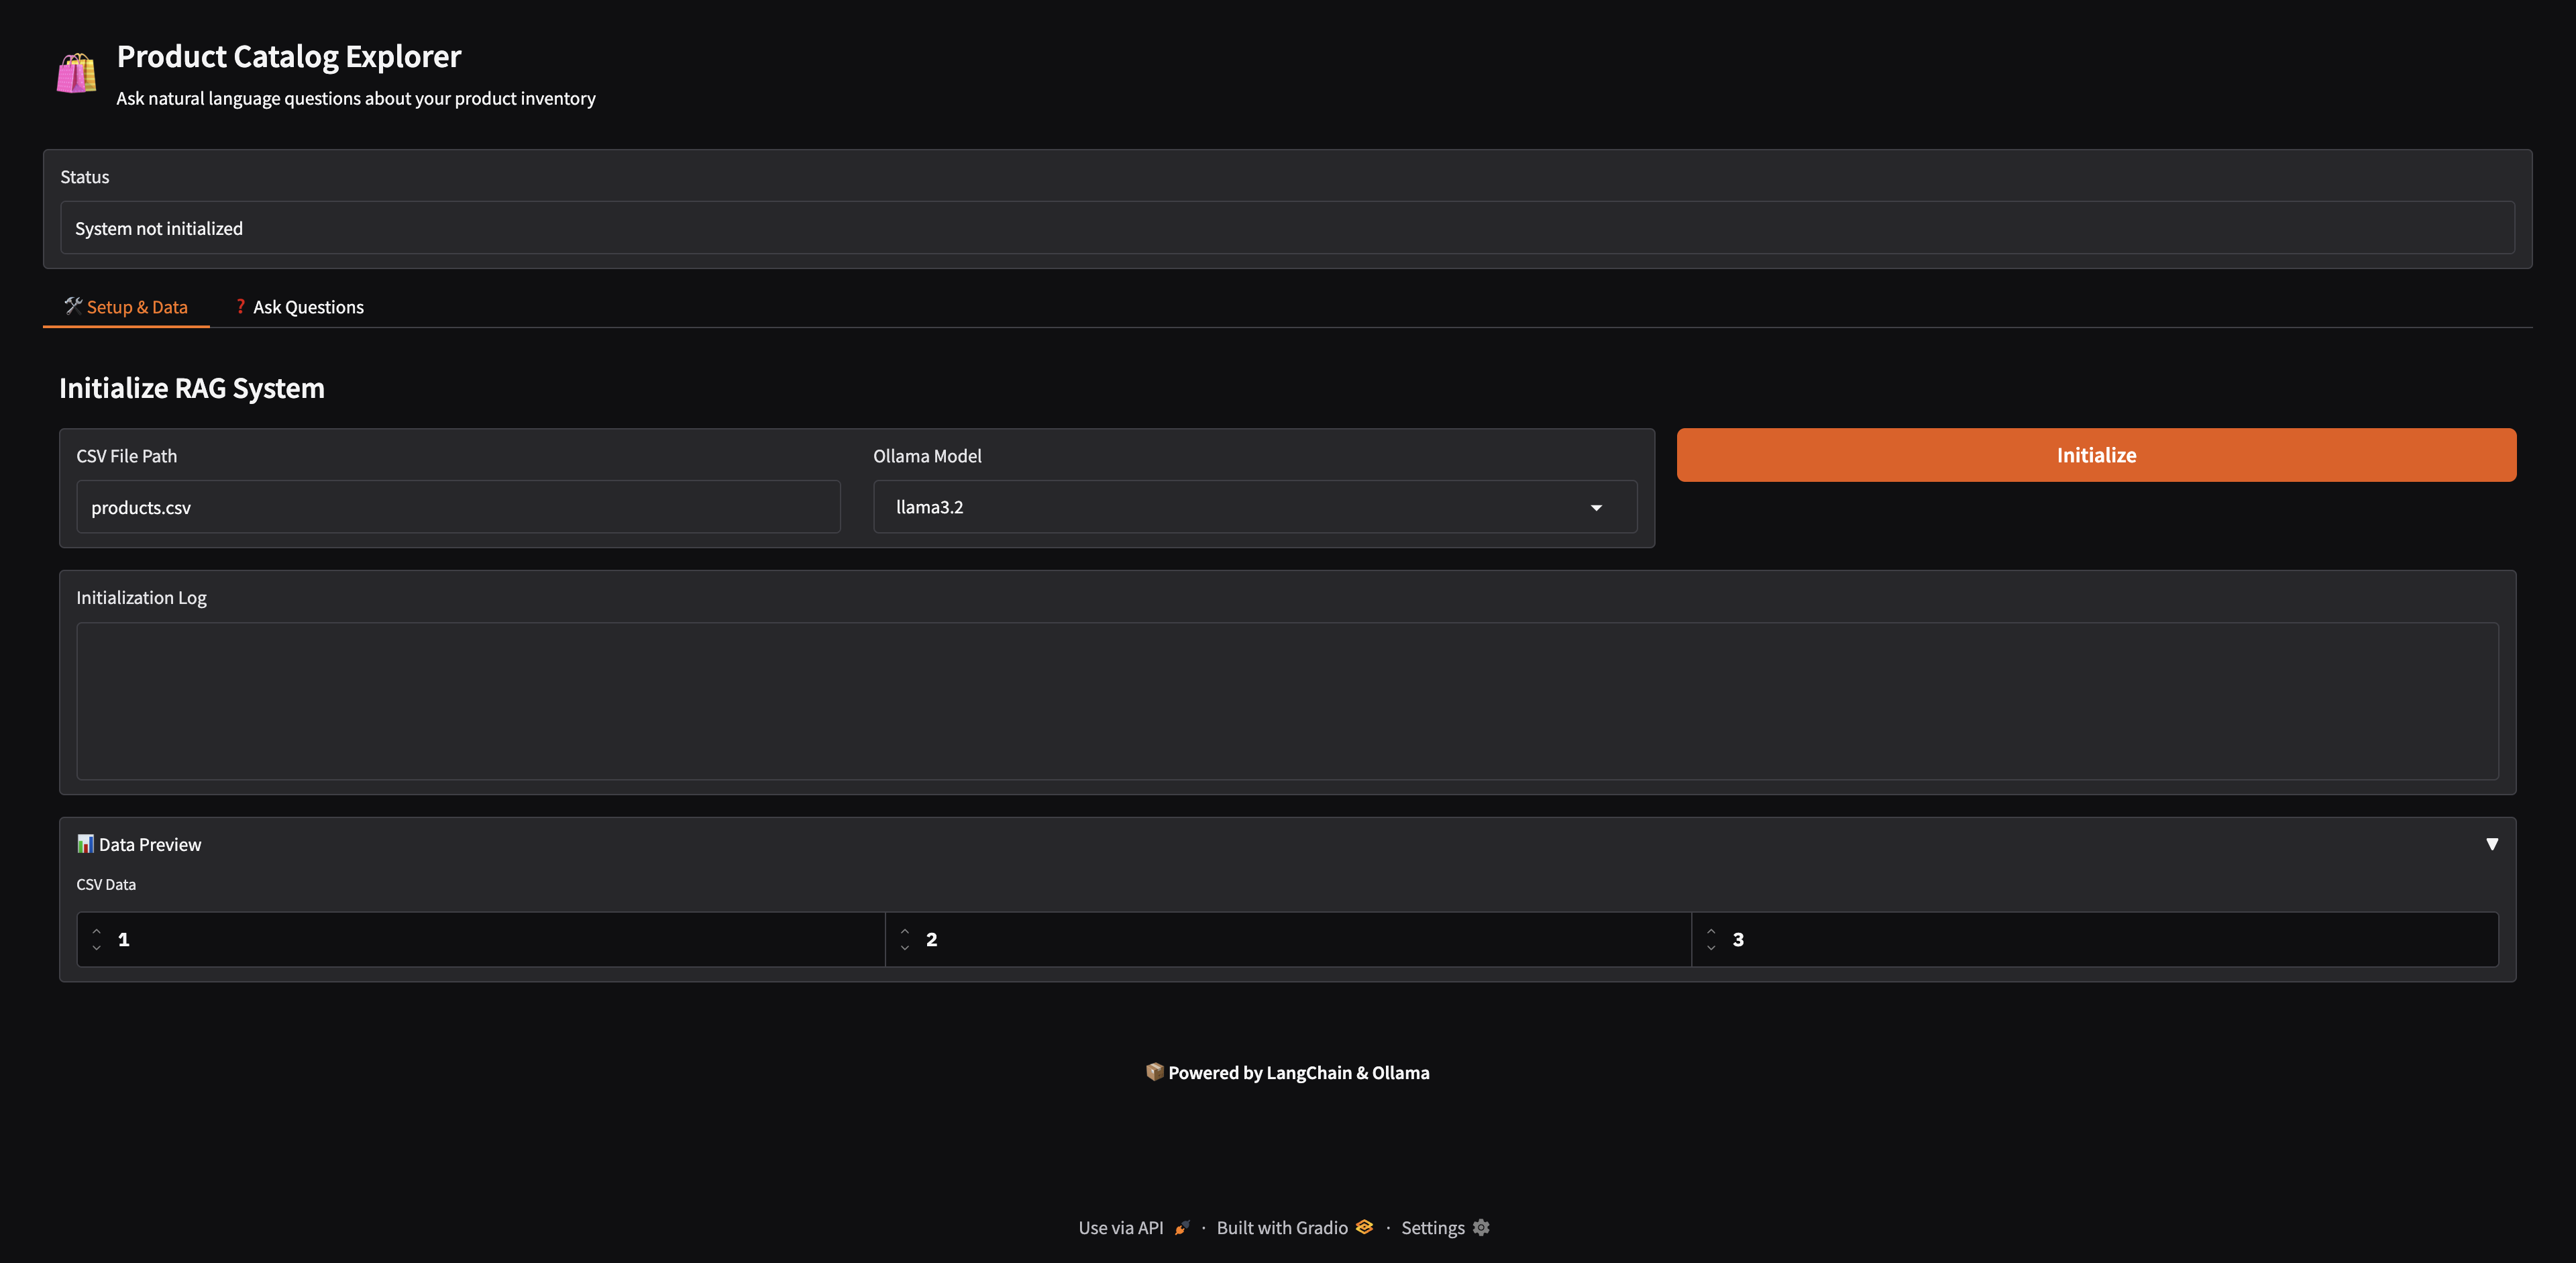 Product Catalog Explorer
Ask natural language questions about your product inventory
Status
System not initialized
🛠 Setup & Data
❓ Ask Questions
Initialize RAG System
CSV File Path
products.csv
Ollama Model
llama3.2
Initialize
Initialization Log
📊 Data Preview
▼
CSV Data
1
2
3
📦 Powered by LangChain & Ollama
Use via API · Built with Gradio · Settings